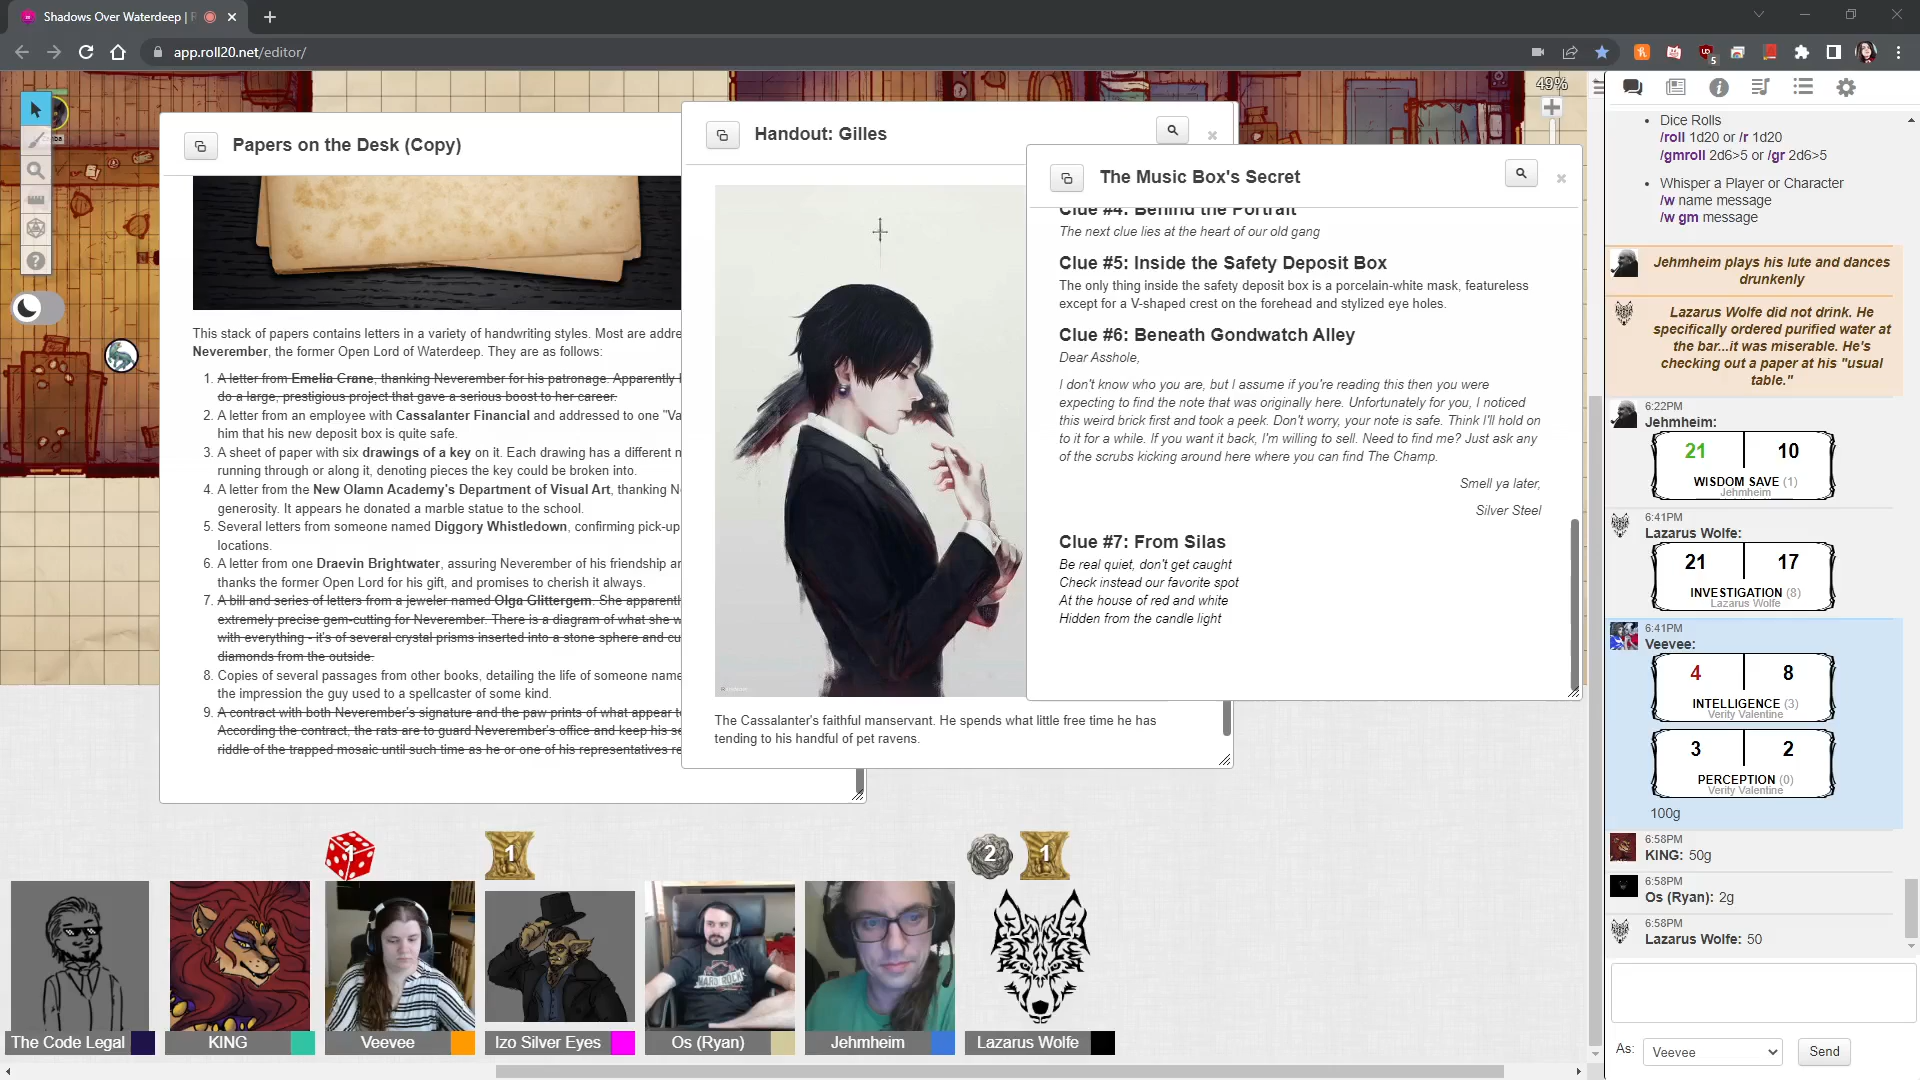 Shadows Over Waterdeep |
app.roll20.net/editor/
5
49%
Papers on the Desk (Copy)
This stack of papers contains letters in a variety of handwriting styles. Most are addre
Neverember, the former Open Lord of Waterdeep. They are as follows:
1. A letter from Emelia Crane, thanking Neverember for his patronage. Apparently
do a large, prestigious project that gave a serious boost to her career.
2. A letter from an employee with Cassalanter Financial and addressed to one "Va
him that his new deposit box is quite safe.
3. A sheet of paper with six drawings of a key on it. Each drawing has a different n
running through or along it, denoting pieces the key could be broken into.
4. A letter from the New Olamn Academy's Department of Visual Art, thanking N
generosity. It appears he donated a marble statue to the school.
5. Several letters from someone named Diggory Whistledown, confirming pick-up
locations.
6. A letter from one Draevin Brightwater, assuring Neverember of his friendship ar
thanks the former Open Lord for his gift, and promises to cherish it always.
7. A bill and series of letters from a jeweler named Olga Glittergem. She apparent
extremely precise gem-cutting for Neverember. There is a diagram of what she w
with everything - it's of several crystal prisms inserted into a stone sphere and cu
diamonds from the outside.
8. Copies of several passages from other books, detailing the life of someone name
the impression the guy used to a spellcaster of some kind.
9. A contract with both Neverember's signature and the paw prints of what appear t
According the contract, the rats are to guard Neverember's office and keep his se
riddle of the trapped mosaic until such time as he or one of his representatives re
Handout: Gilles
The Cassalanter's faithful manservant. He spends what little free time he has
tending to his handful of pet ravens.
The Music Box's Secret
Clue #4: Behind the Portrait
The next clue lies at the heart of our old gang
Clue #5: Inside the Safety Deposit Box
The only thing inside the safety deposit box is a porcelain-white mask, featureless
except for a V-shaped crest on the forehead and stylized eye holes.
Clue #6: Beneath Gondwatch Alley
Dear Asshole,
I don't know who you are, but I assume if you're reading this then you were
expecting to find the note that was originally here. Unfortunately for you, I noticed
this weird brick first and took a peek. Don't worry, your note is safe. Think I'll hold on
to it for a while. If you want it back, I'm willing to sell. Need to find me? Just ask any
of the scrubs kicking around here where you can find The Champ.
Smell ya later,
Silver Steel
Clue #7: From Silas
Be real quiet, don't get caught
Check instead our favorite spot
At the house of red and white
Hidden from the candle light
Dice Rolls
/roll 1d20 or /r 1d20
/gmroll 2d6>5 or /gr 2d6>5
Whisper a Player or Character
/w name message
/w gm message
Jehmheim plays his lute and dances
drunkenly
Lazarus Wolfe did not drink. He
specifically ordered purified water at
the bar...it was miserable. He's
checking out a paper at his "usual
table."
6:22PM
Jehmheim:
21 10
WISDOM SAVE (1)
Jehmheim
6:41PM
Lazarus Wolfe:
21 17
INVESTIGATION (8)
Lazarus Wolfe
6:41PM
Veevee:
4 8
INTELLIGENCE (3)
Verity Valentine
3 2
PERCEPTION (0)
Verity Valentine
100g
6:58PM
KING: 50g
6:58PM
Os (Ryan): 2g
6:58PM
Lazarus Wolfe: 50
As: Veevee
Send
1
1
2
1
HARD ROCK
The Code Legal
KING
Veevee
Izo Silver Eyes
Os (Ryan)
Jehmheim
Lazarus Wolfe